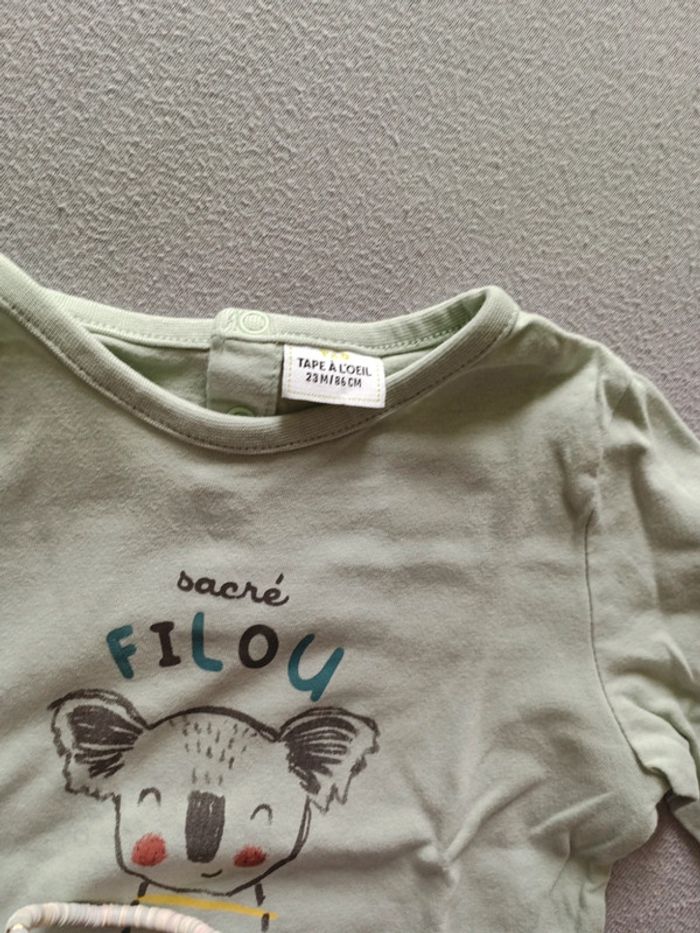 TAPE À L'OEIL
23M/86CM
sacré
FILOU